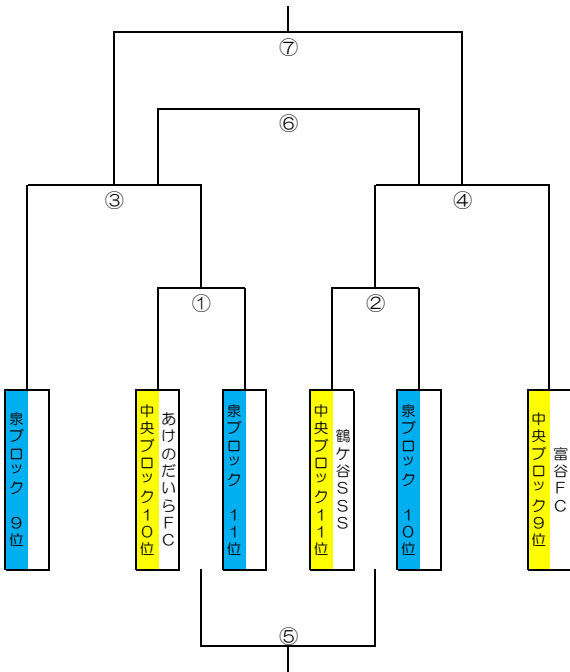 ⑦
⑥
③
④
①
②
泉ブロック 9位
中央ブロック10位
あけのだいらFC
泉ブロック 11位
中央ブロック11位
鶴ケ谷SSS
泉ブロック 10位
中央ブロック9位
富谷FC
⑤